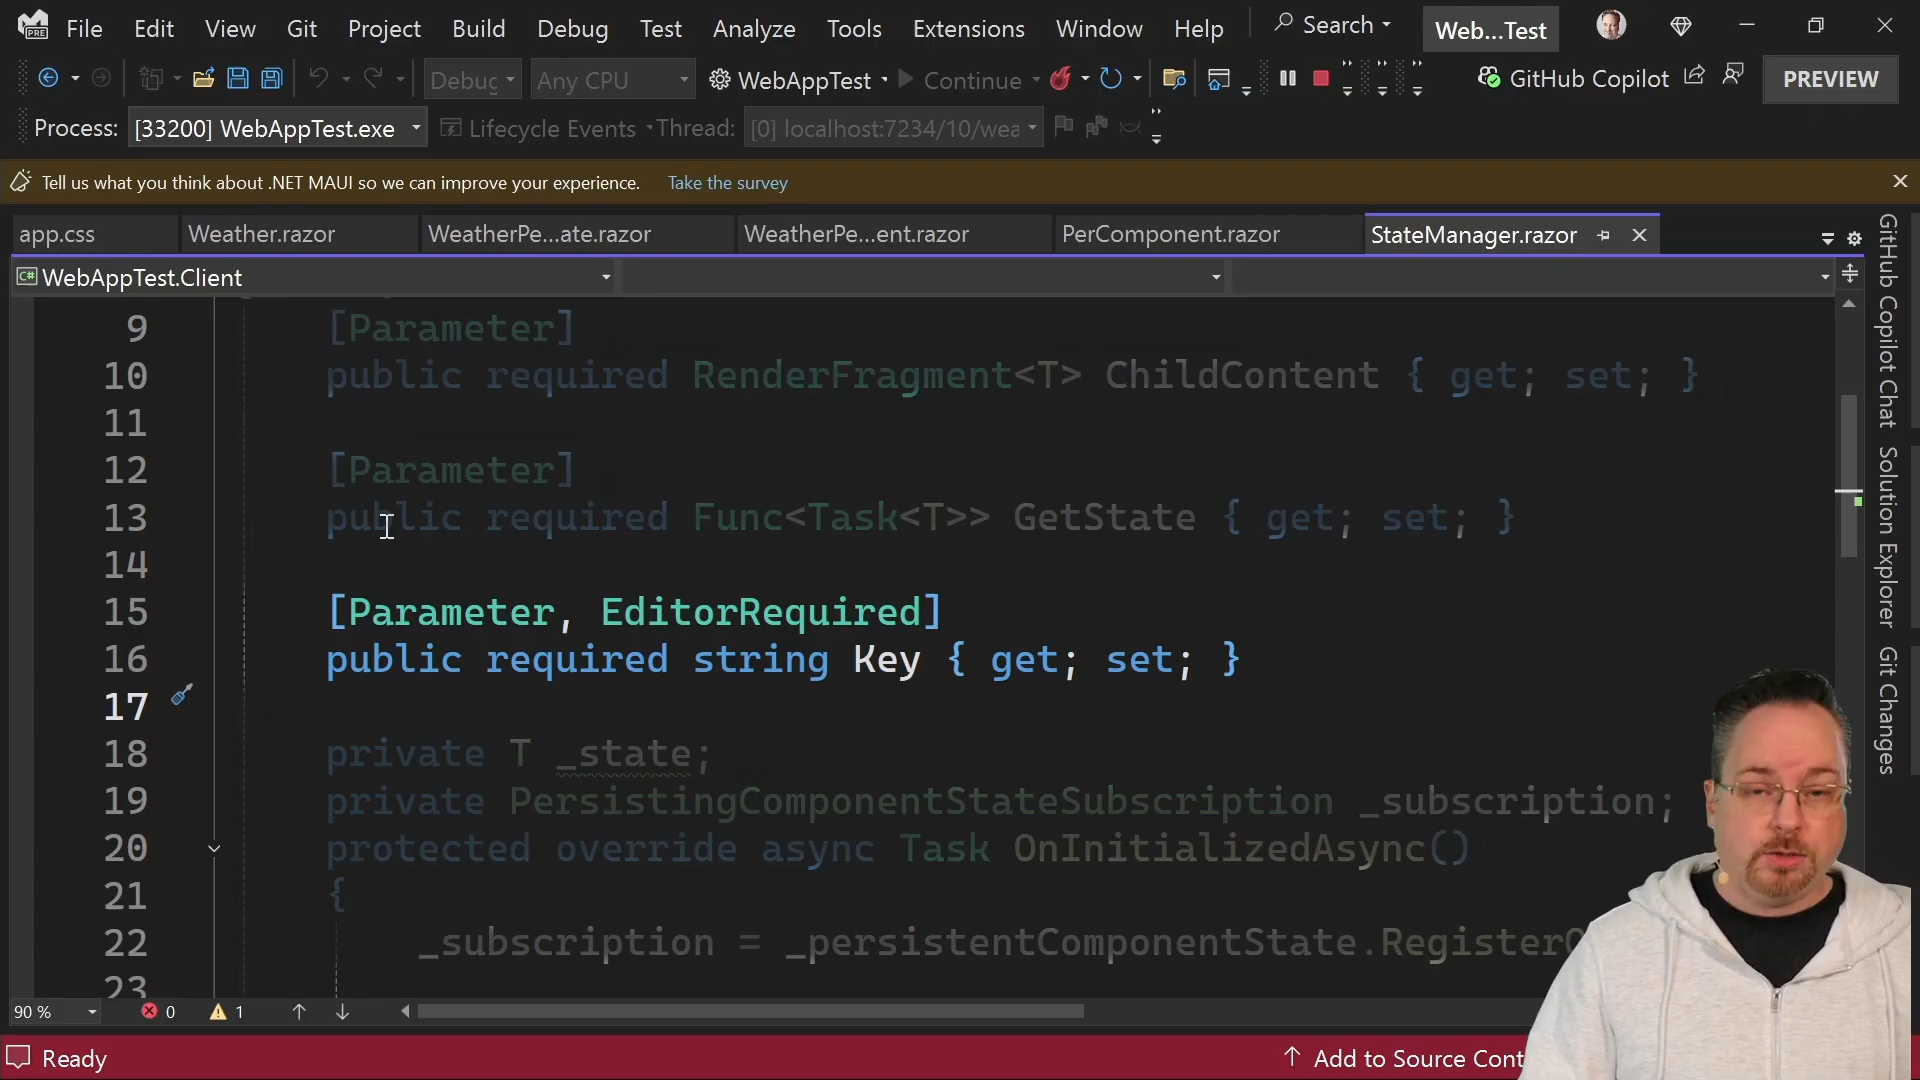 File Edit View Git Project Build Debug Test Analyze Tools Extensions Window Help Search Web...Test
Debug Any CPU WebAppTest Continue GitHub Copilot PREVIEW
Process: [33200] WebAppTest.exe Lifecycle Events Thread: [0] localhost:7234/10/wea
Tell us what you think about .NET MAUI so we can improve your experience. Take the survey
app.css Weather.razor WeatherPe...ate.razor WeatherPe...ent.razor PerComponent.razor StateManager.razor
WebAppTest.Client
9 [Parameter]
10 public required RenderFragment<T> ChildContent { get; set; }
11
12 [Parameter]
13 public required Func<Task<T>> GetState { get; set; }
14
15 [Parameter, EditorRequired]
16 public required string Key { get; set; }
17
18 private T _state;
19 private PersistingComponentStateSubscription _subscription;
20 protected override async Task OnInitializedAsync()
21 {
22 _subscription = _persistentComponentState.Register
23
90 % 0 1
Ready Add to Source Cont
GitHub Copilot Chat
Solution Explorer
Git Changes